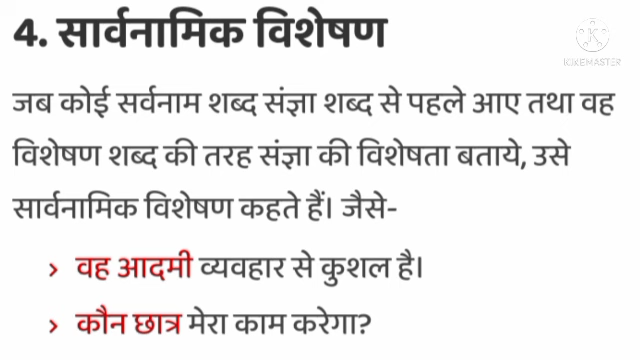 4. सार्वनामिक विशेषण
K
KINEMASTER
जब कोई सर्वनाम शब्द संज्ञा शब्द से पहले आए तथा वह
विशेषण शब्द की तरह संज्ञा की विशेषता बताये, उसे
सार्वनामिक विशेषण कहते हैं। जैसे-
› वह आदमी व्यवहार से कुशल है।
› कौन छात्र मेरा काम करेगा?